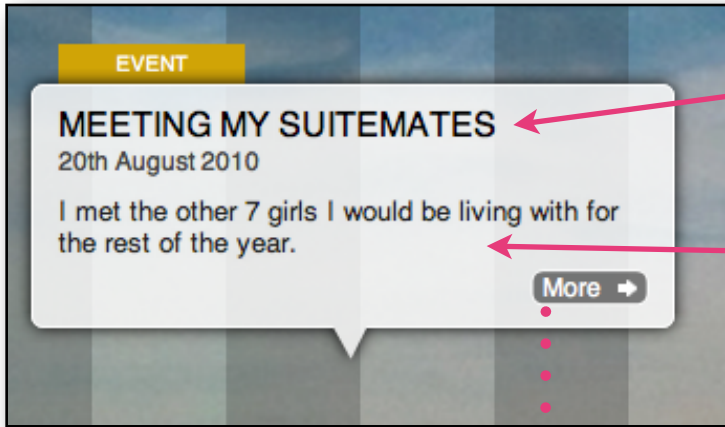 EVENT
MEETING MY SUITEMATES
20th August 2010
I met the other 7 girls I would be living with for
the rest of the year.
More